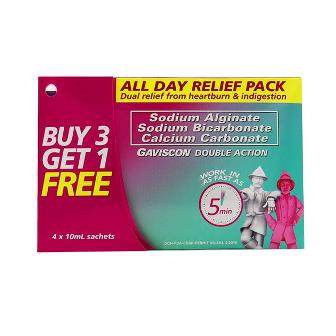 ALL DAY RELIEF PACK
Dual relief from heartburn & indigestion
BUY 3
GET 1
FREE
4 x 10mL sachets
Sodium Alginate
Sodium Bicarbonate
Calcium Carbonate
GAVISCON DOUBLE ACTION
WORK IN
AS FAST AS
5 min